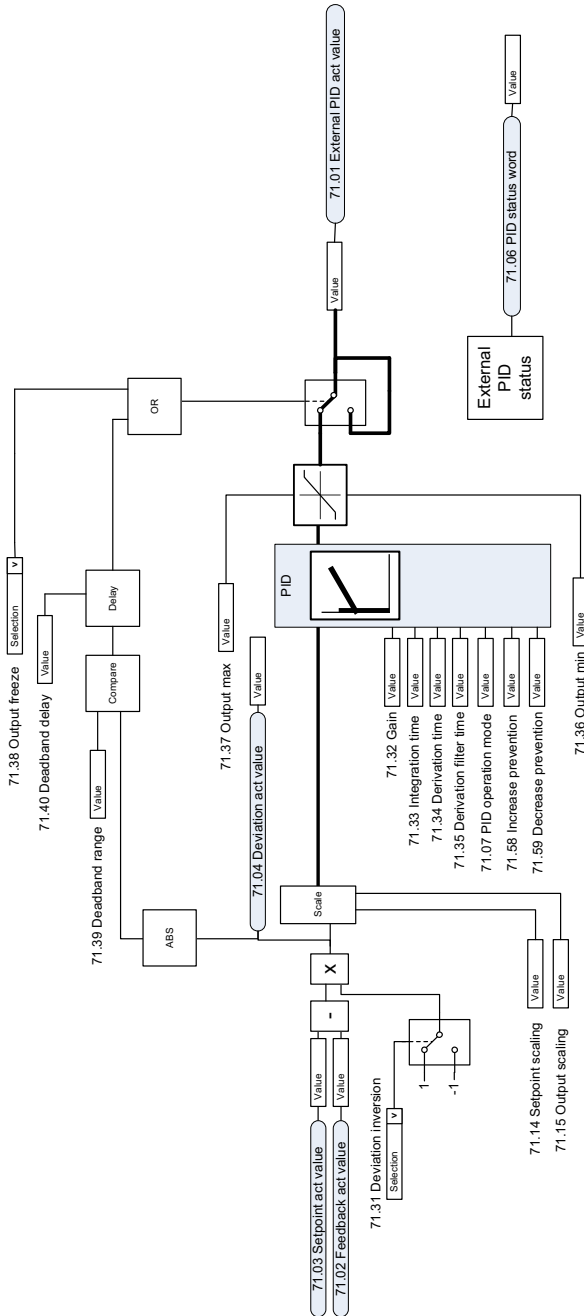 71.38 Output freeze
Selection
v
71.40 Deadband delay
Value
71.39 Deadband range
Value
Compare
Delay
OR
ABS
71.04 Deviation act value
Value
71.37 Output max
Value
71.03 Setpoint act value
Value
71.02 Feedback act value
Value
-
X
Scale
PID
Value
71.01 External PID act value
71.31 Deviation inversion
Selection
v
1
-1
71.14 Setpoint scaling
Value
71.15 Output scaling
Value
71.32 Gain
Value
71.33 Integration time
Value
71.34 Derivation time
Value
71.35 Derivation filter time
Value
71.07 PID operation mode
Value
71.58 Increase prevention
Value
71.59 Decrease prevention
Value
71.36 Output min
Value
External
PID
status
71.06 PID status word
Value